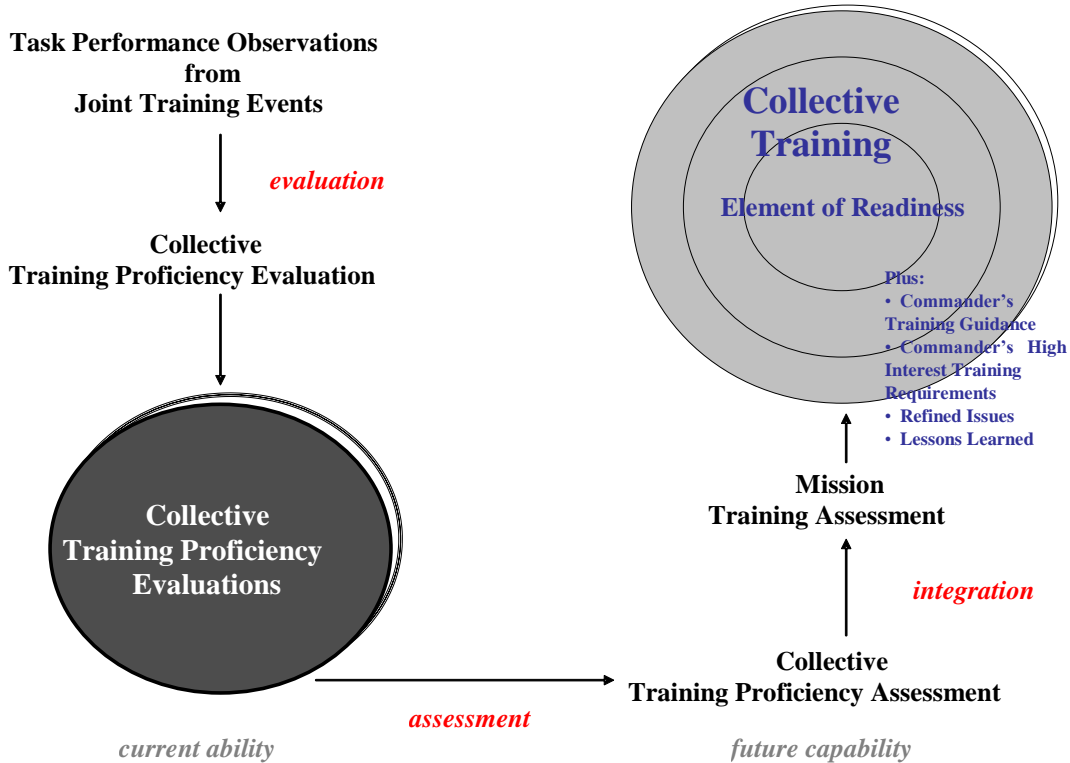 Task Performance Observations
from
Joint Training Events
evaluation
Collective
Training Proficiency Evaluation
Collective
Training Proficiency
Evaluations
current ability
assessment
Collective
Training
Element of Readiness
Plus:
• Commander’s
Training Guidance
• Commander’s High
Interest Training
Requirements
• Refined Issues
• Lessons Learned
Mission
Training Assessment
integration
Collective
Training Proficiency Assessment
future capability